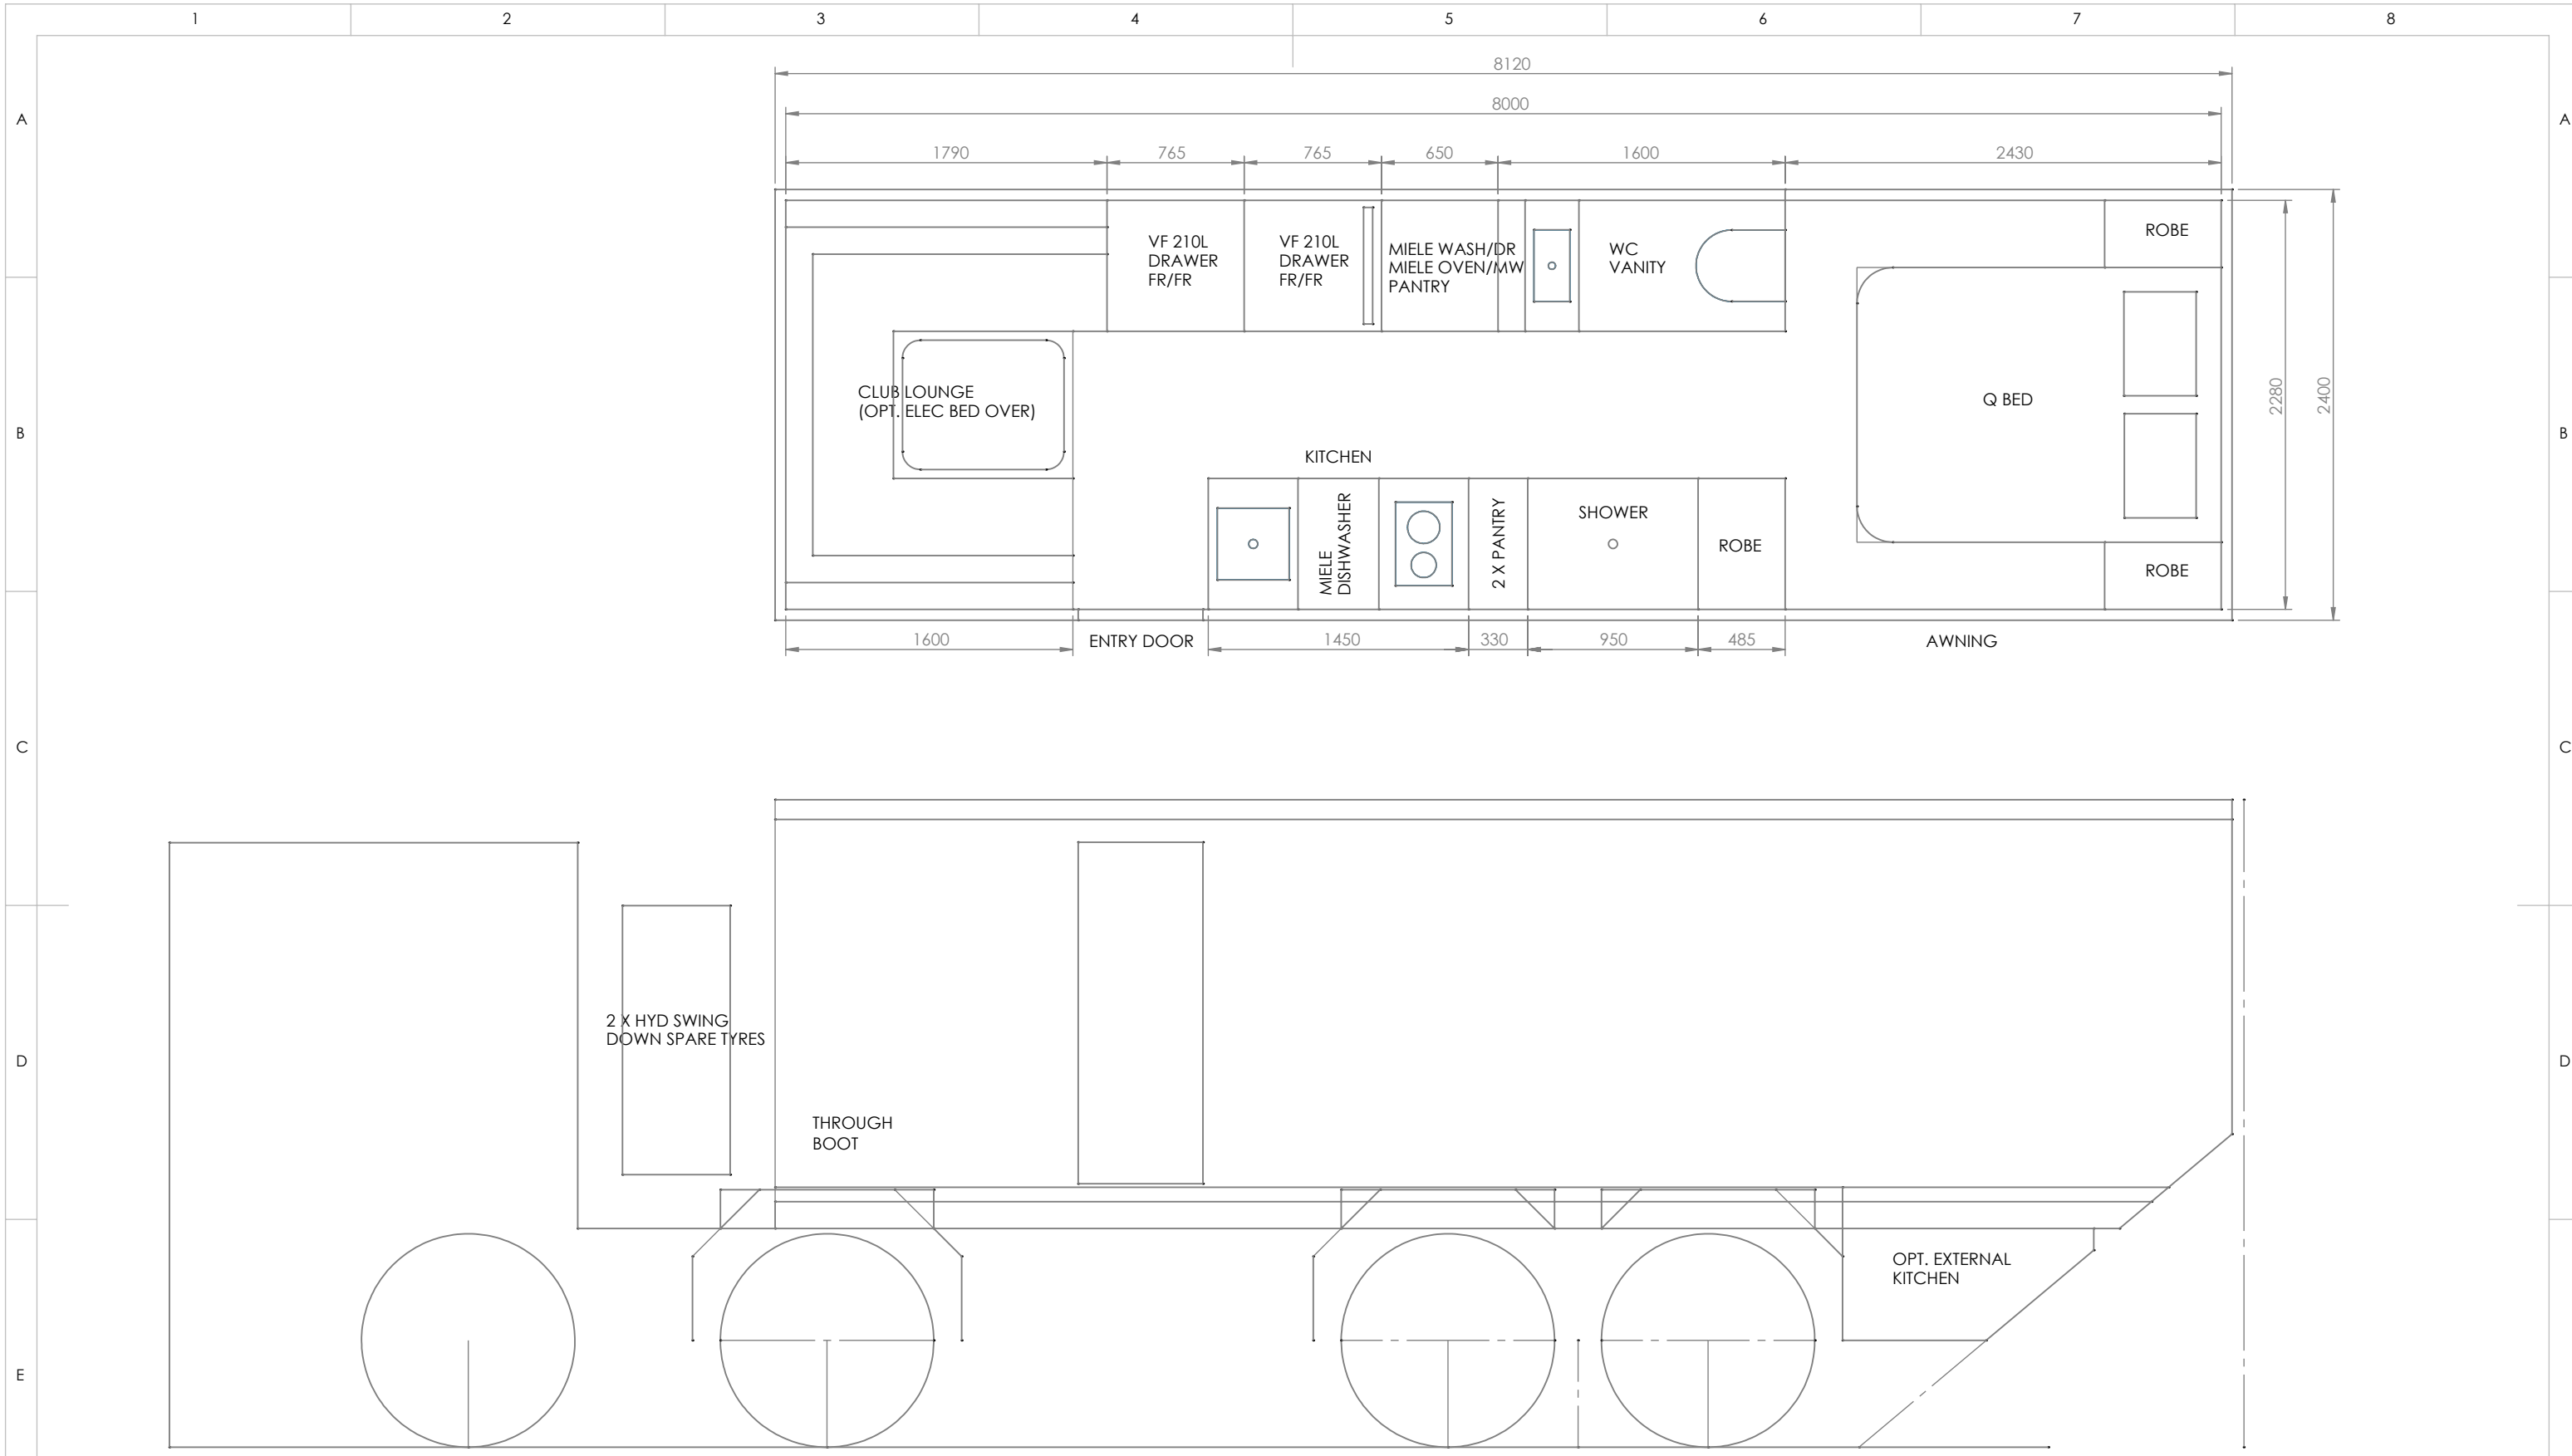 1 2 3 4 5 6 7 8
8120
A A
8000
1790 765 765 650 1600 2430
VF 210L
DRAWER
FR/FR
VF 210L
DRAWER
FR/FR
MIELE WASH/DR
MIELE OVEN/MW
PANTRY
WC
VANITY
ROBE
CLUB LOUNGE
(OPT. ELEC BED OVER)
Q BED
2280
2400
B B
KITCHEN
MIELE
DISHWASHER
2 X PANTRY
SHOWER
ROBE
ROBE
1600
ENTRY DOOR
1450 330 950 485
AWNING
C C
2 X HYD SWING
DOWN SPARE TYRES
D D
THROUGH
BOOT
OPT. EXTERNAL
KITCHEN
E